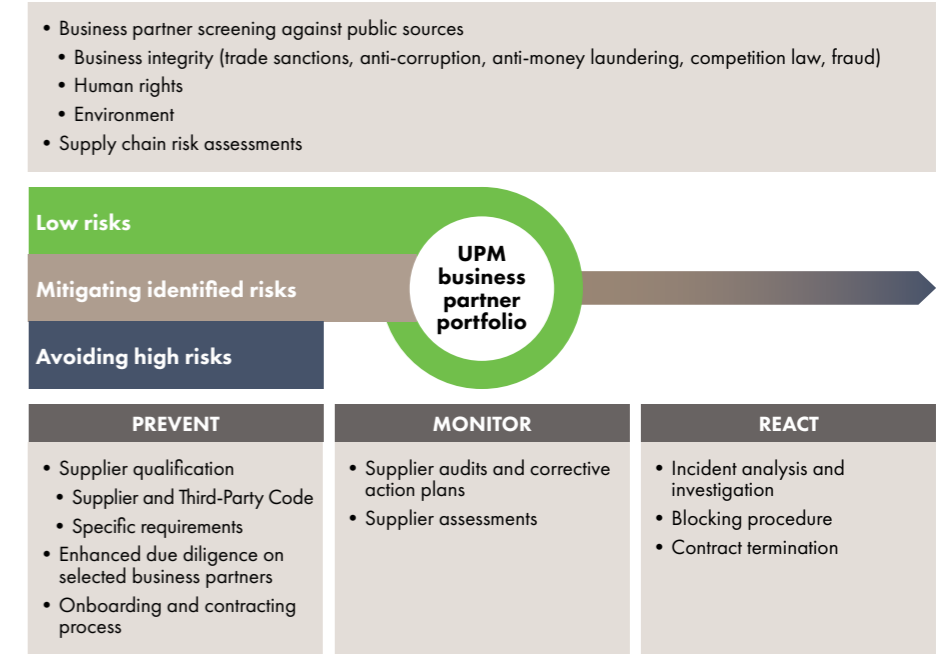 • Business partner screening against public sources
• Business integrity (trade sanctions, anti-corruption, anti-money laundering, competition law, fraud)
• Human rights
• Environment
• Supply chain risk assessments
Low risks
Mitigating identified risks
Avoiding high risks
UPM
business
partner
portfolio
PREVENT
• Supplier qualification
• Supplier and Third-Party Code
• Specific requirements
• Enhanced due diligence on
selected business partners
• Onboarding and contracting
process
MONITOR
• Supplier audits and corrective
action plans
• Supplier assessments
REACT
• Incident analysis and
investigation
• Blocking procedure
• Contract termination